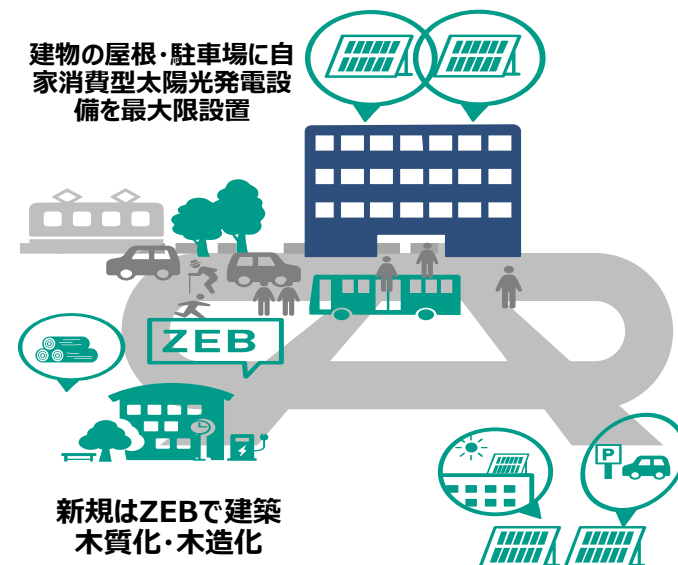 建物の屋根・駐車場に自
家消費型太陽光発電設
備を最大限設置
ZEB
新規はZEBで建築
木質化・木造化
P